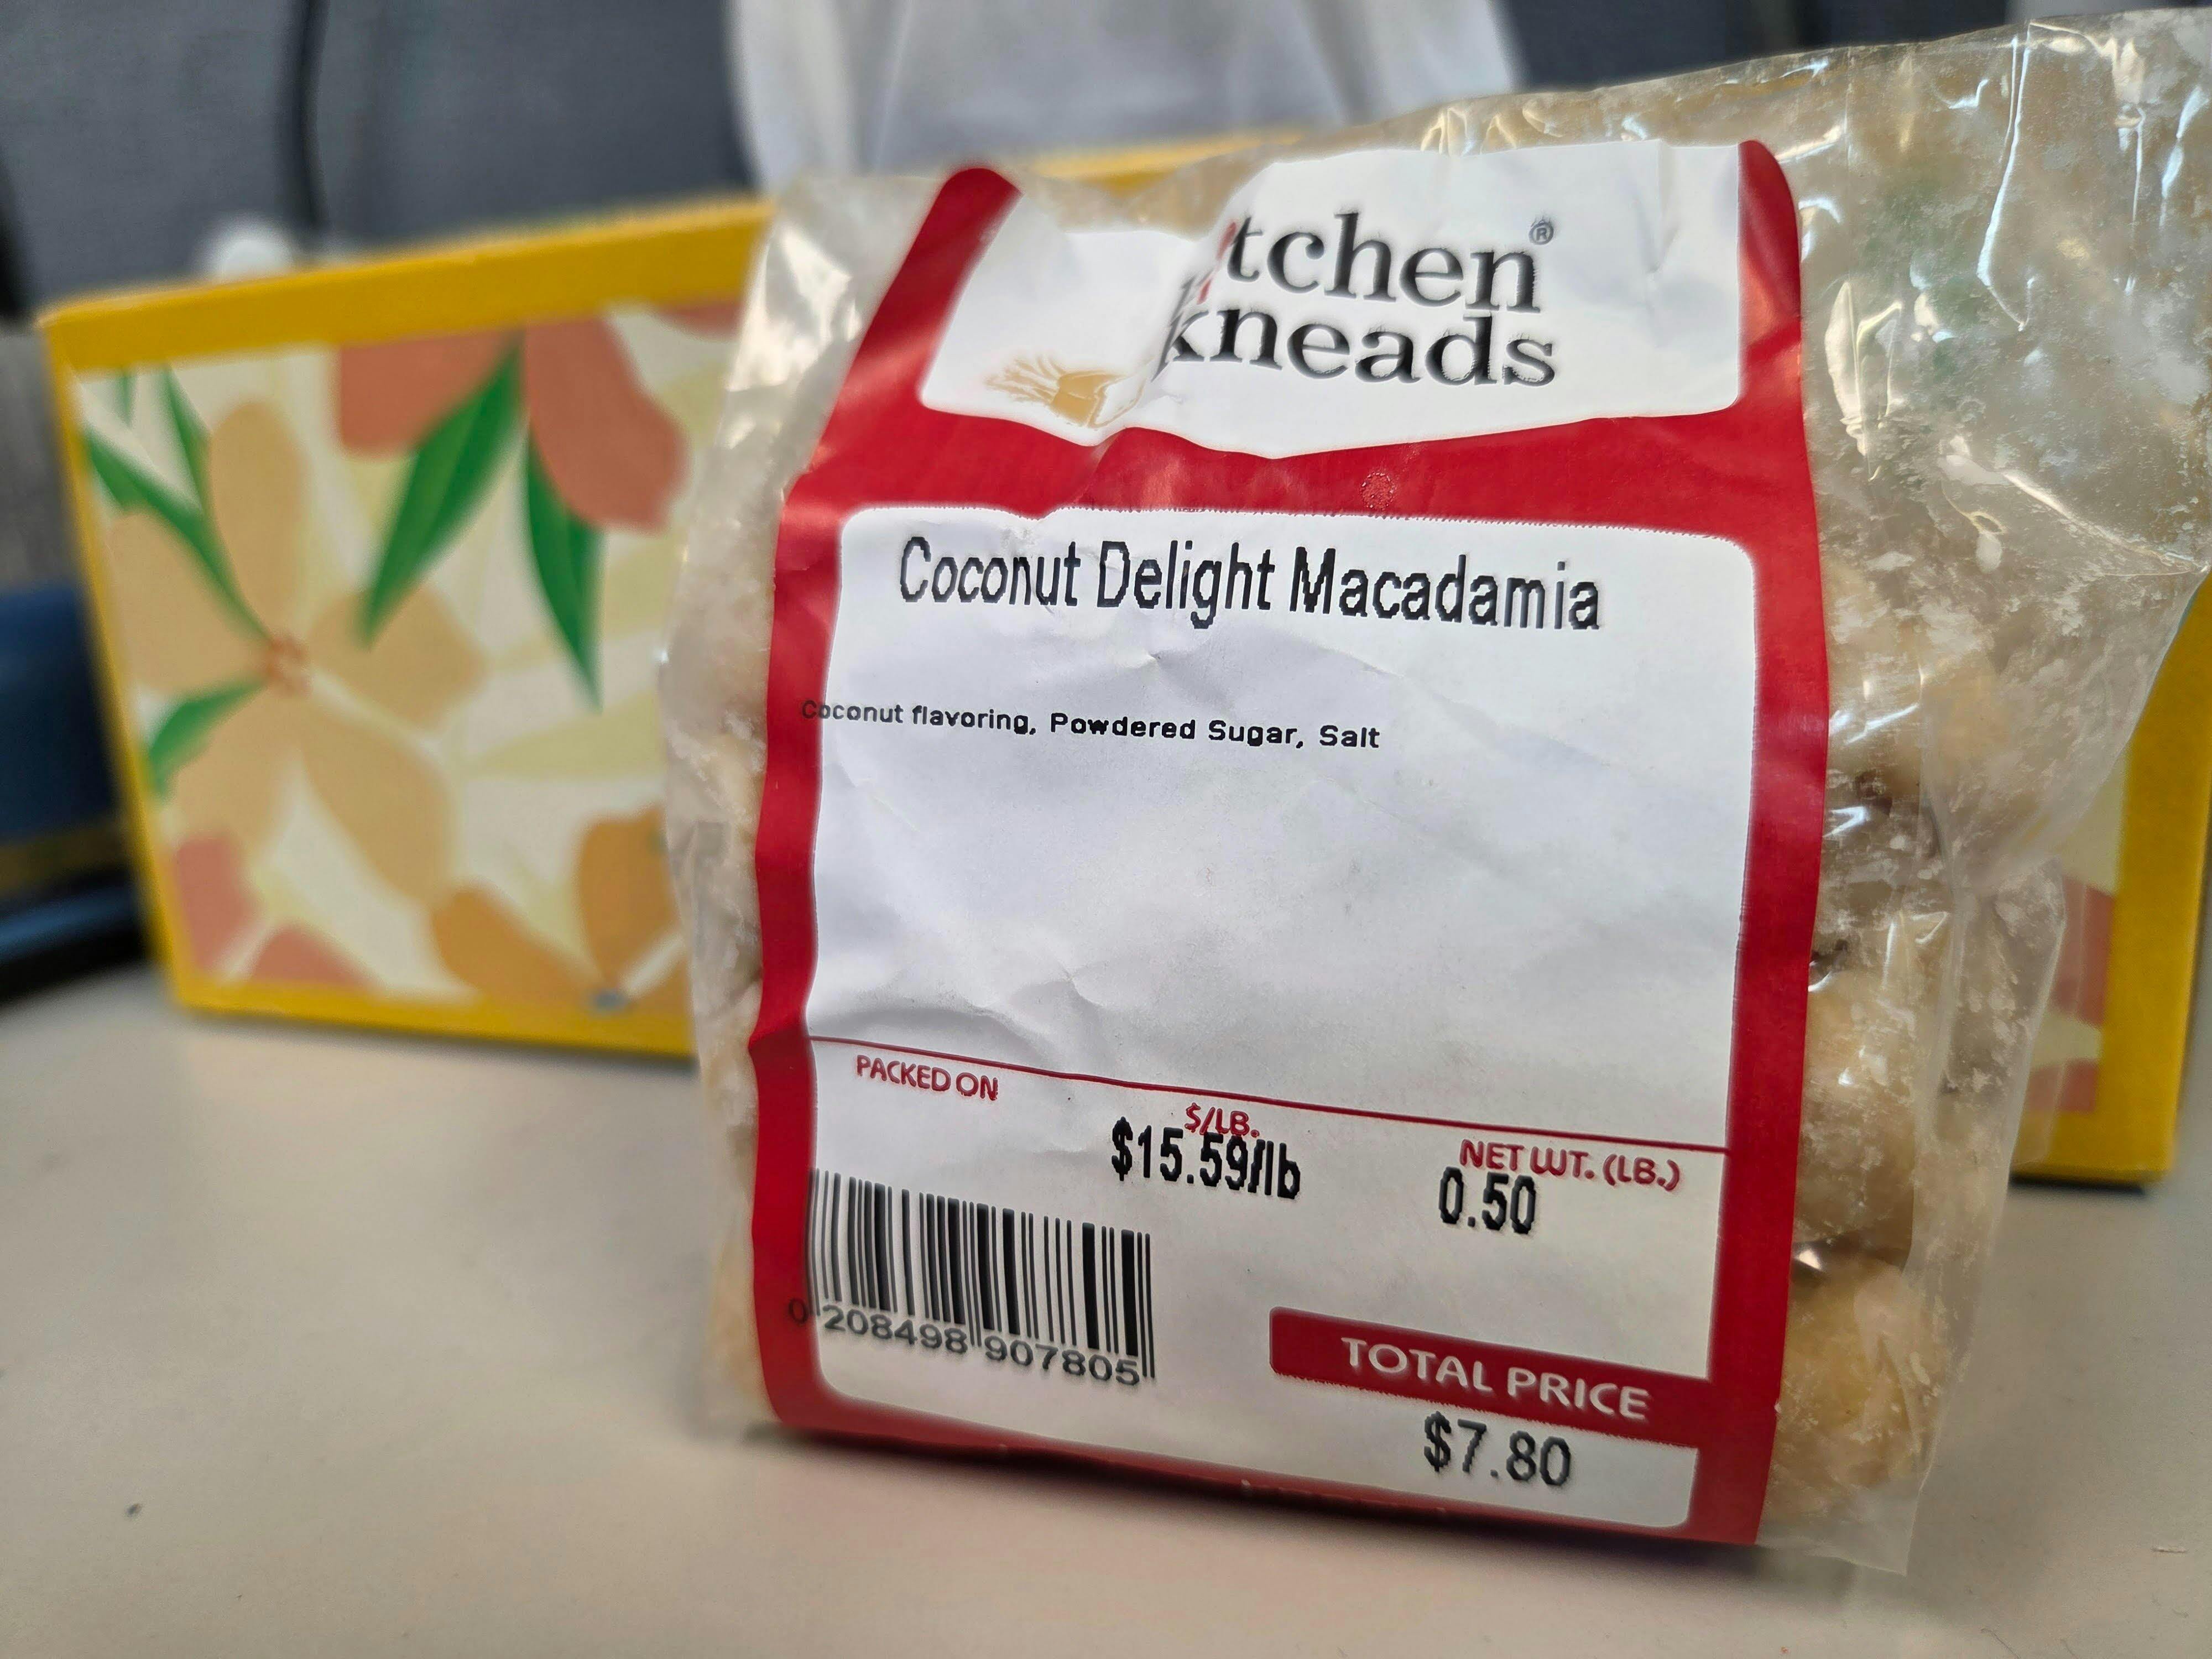 kitchen®
kneads
Coconut Delight Macadamia
Coconut flavoring, Powdered Sugar, Salt
PACKED ON
$/LB.
$15.59/lb
NET WT. (LB.)
0.50
0 208498 907805
TOTAL PRICE
$7.80